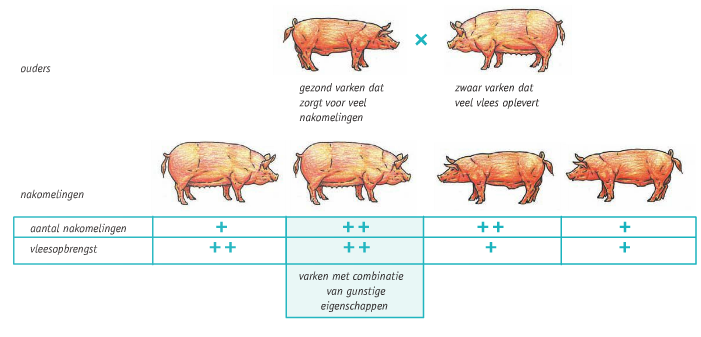 ×
ouders
gezond varken dat
zorgt voor veel
nakomelingen
zwaar varken dat
veel vlees oplevert
nakomelingen
aantal nakomelingen + ++ ++ +
vleesopbrengst ++ ++ + +
varken met combinatie
van gunstige
eigenschappen